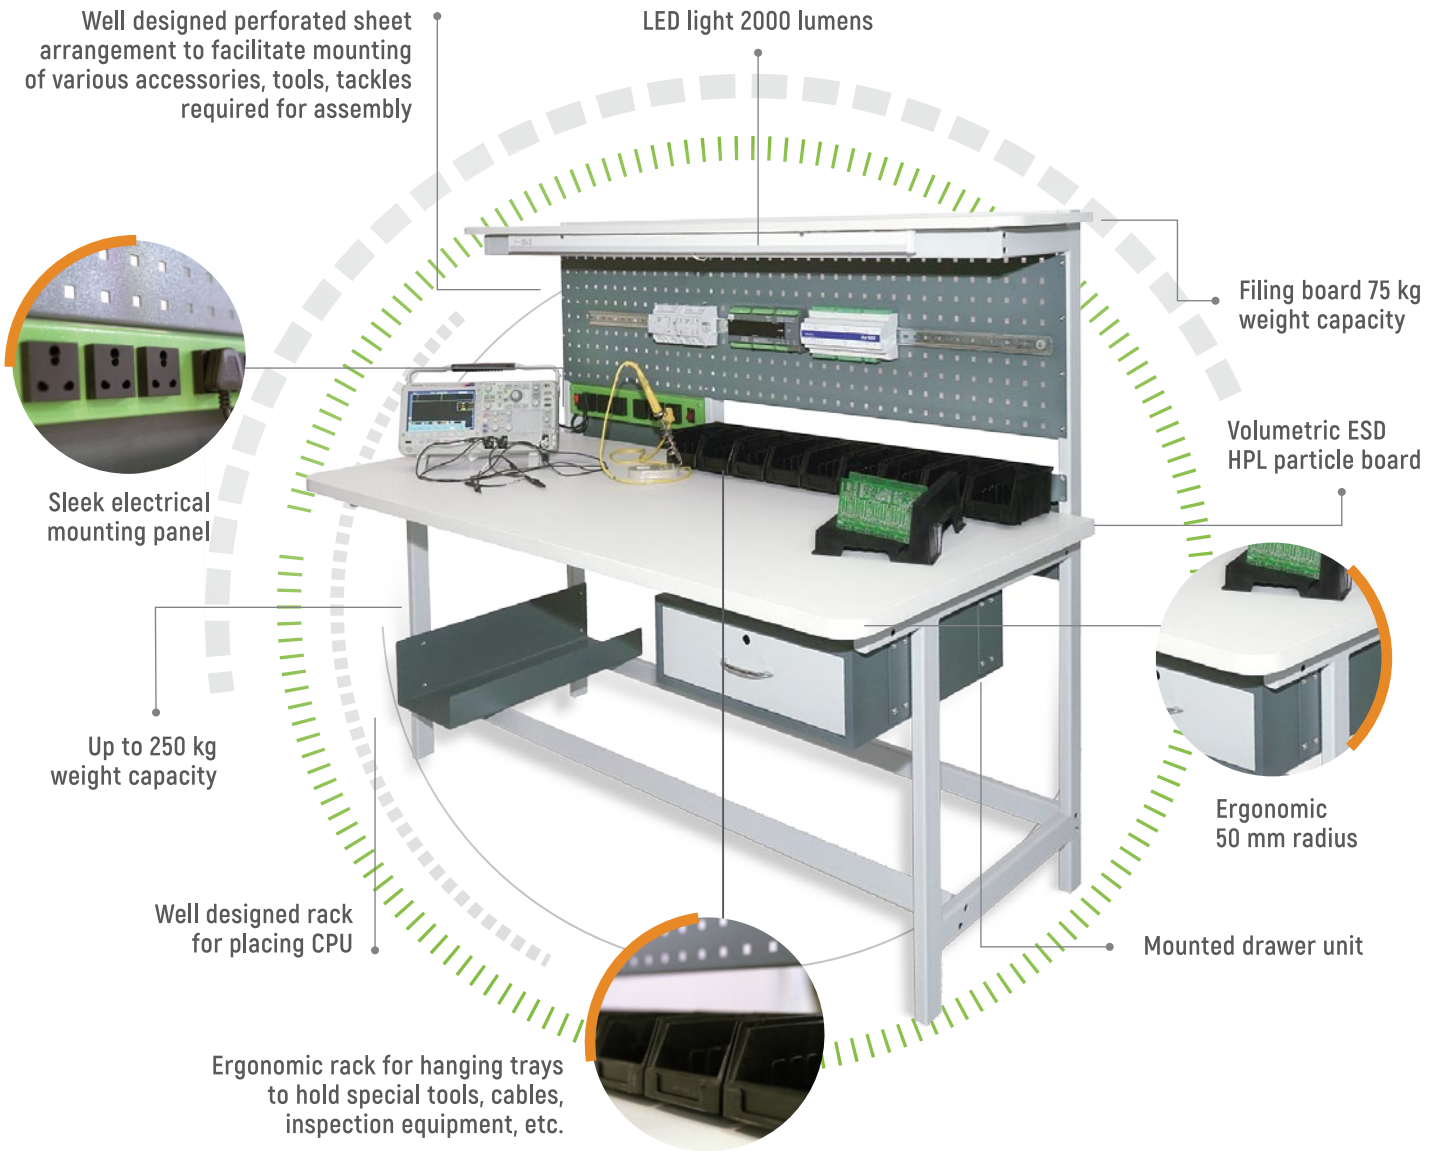 Well designed perforated sheet
arrangement to facilitate mounting
of various accessories, tools, tackles
required for assembly
LED light 2000 lumens
Filing board 75 kg
weight capacity
Volumetric ESD
HPL particle board
Sleek electrical
mounting panel
Up to 250 kg
weight capacity
Ergonomic
50 mm radius
Well designed rack
for placing CPU
Mounted drawer unit
Ergonomic rack for hanging trays
to hold special tools, cables,
inspection equipment, etc.